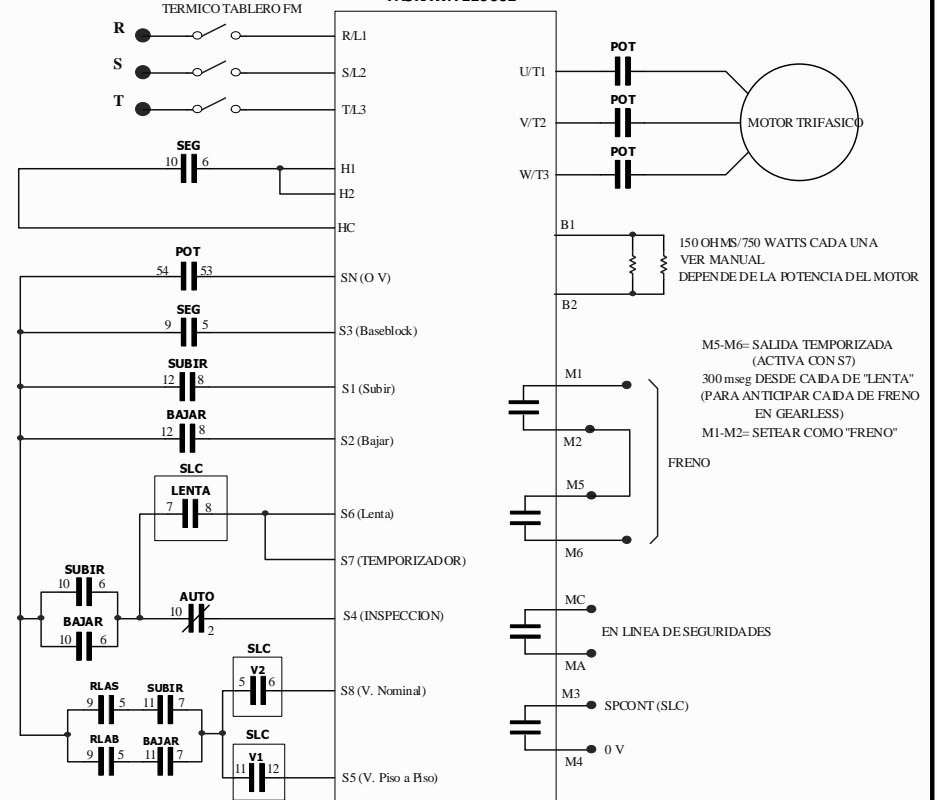 TERMICO TABLERO FM
R
R/L1
S
S/L2
T
T/L3
POT
U/T1
POT
V/T2
MOTOR TRIFASICO
POT
W/T3
SEG
10 6
H1
H2
HC
B1
150 OHMS/750 WATTS CADA UNA
VER MANUAL
DEPENDE DE LA POTENCIA DEL MOTOR
B2
POT
54 53
SN (O V)
SEG
9 5
S3 (Baseblock)
SUBIR
12 8
S1 (Subir)
BAJAR
12 8
S2 (Bajar)
M5-M6= SALIDA TEMPORIZADA
(ACTIVA CON S7)
300 mseg DESDE CAIDA DE "LENTA"
(PARA ANTICIPAR CAIDA DE FRENO
EN GEARLESS)
M1-M2= SETEAR COMO "FRENO"
M1
M2
FRENO
M5
M6
SLC
LENTA
7 8
S6 (Lenta)
S7 (TEMPORIZADOR)
SUBIR
10 6
BAJAR
10 6
AUTO
10 2
S4 (INSPECCION)
MC
EN LINEA DE SEGURIDADES
MA
SLC
V2
5 6
S8 (V. Nominal)
RLAS
9 5
SUBIR
11 7
RLAB
9 5
BAJAR
11 7
SLC
V1
11 12
S5 (V. Piso a Piso)
M3
SPCONT (SLC)
0 V
M4